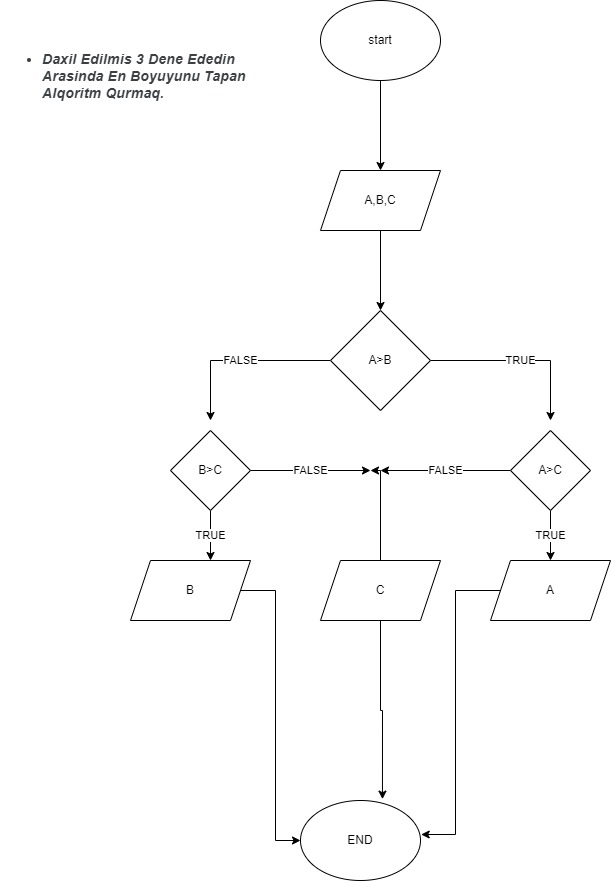 start
Daxil Edilmis 3 Dene Ededin
Arasinda En Boyuyunu Tapan
Alqoritm Qurmaq.
A,B,C
A>B
FALSE
TRUE
B>C
FALSE
FALSE
A>C
TRUE
TRUE
B
C
A
END